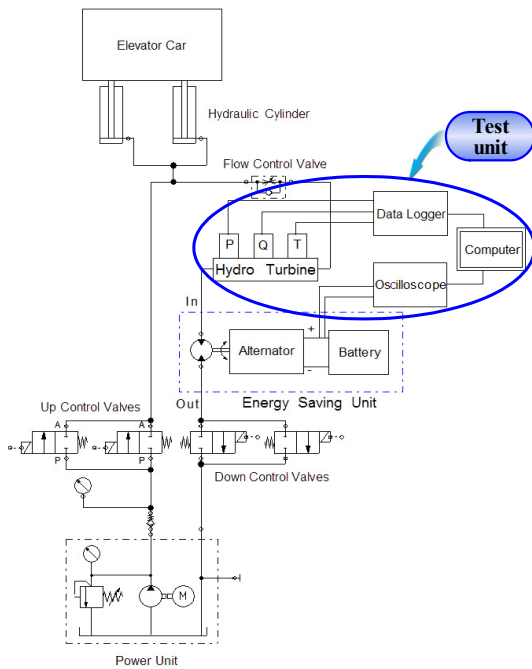 Elevator Car
Hydraulic Cylinder
Test
unit
Flow Control Valve
Data Logger
P Q T
Computer
Hydro Turbine
Oscilloscope
In
+
Alternator
Battery
-
Out
Energy Saving Unit
Up Control Valves
A A
P P
Down Control Valves
M
Power Unit